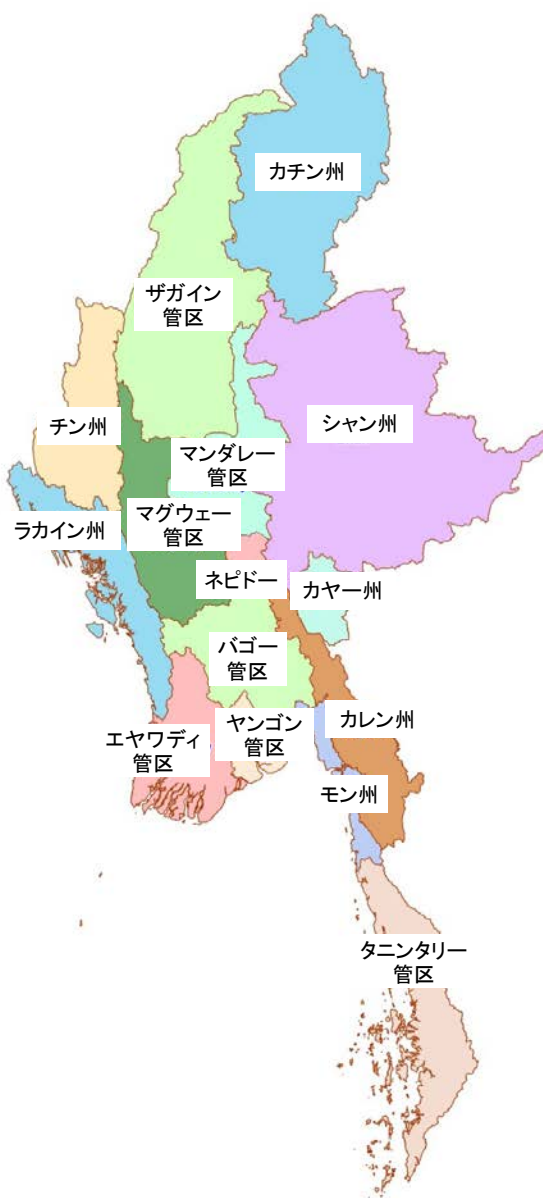 カチン州
ザガイン
管区
チン州
シャン州
マンダレー
管区
マグウェー
管区
ラカイン州
ネピドー
カヤー州
バゴー
管区
エヤワディ
管区
ヤンゴン
管区
カレン州
モン州
タニンタリー
管区